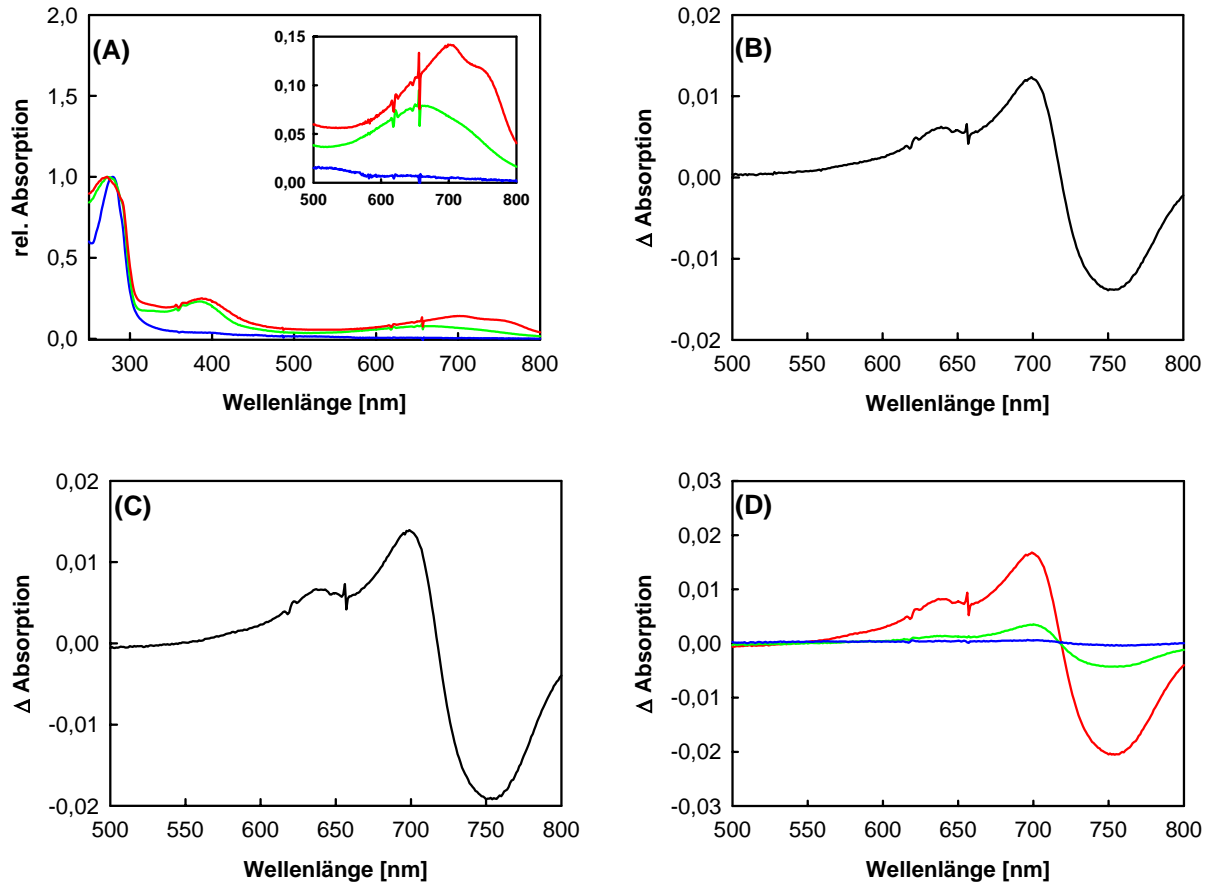 (A)
rel. Absorption
2,0
1,5
1,0
0,5
0,0
300 400 500 600 700 800
Wellenlänge [nm]
0,15
0,10
0,05
0,00
500 600 700 800
(B)
Δ Absorption
0,02
0,01
0,00
-0,01
-0,02
500 550 600 650 700 750 800
Wellenlänge [nm]
(C)
Δ Absorption
0,02
0,01
0,00
-0,01
-0,02
500 550 600 650 700 750 800
Wellenlänge [nm]
(D)
Δ Absorption
0,03
0,02
0,01
0,00
-0,01
-0,02
-0,03
500 550 600 650 700 750 800
Wellenlänge [nm]